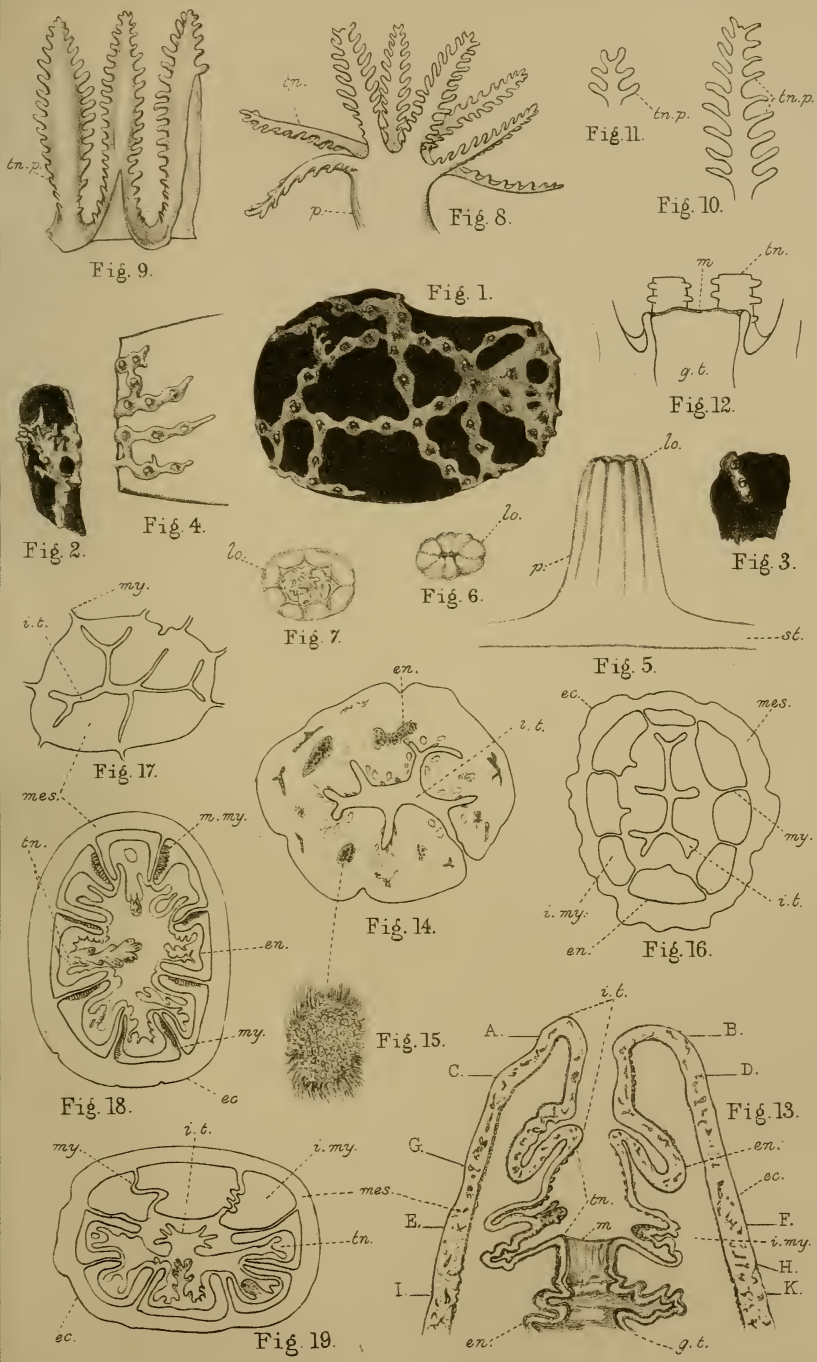 tn.
tn.p.
tn.p.
tn.p.
p.
Fig. 11.
Fig. 10.
Fig. 8.
Fig. 9.
m
tn.
g.t.
Fig. 12.
Fig. 1.
Fig. 4.
Fig. 2.
lo.
lo.
lo.
p.
Fig. 3.
Fig. 6.
Fig. 7.
st.
Fig. 5.
my.
i.t.
Fig. 17.
mes.
en.
i.t.
Fig. 14.
ec.
mes.
my.
i.my.
i.t.
en.
Fig. 16.
tn.
m.my.
en.
my.
ec
Fig. 18.
Fig. 15.
i.t.
A.
B.
C.
D.
Fig. 13.
G.
en.
ec.
E.
tn.
m
F.
i.my.
H.
I.
K.
en.
g.t.
my.
i.t.
i.my.
mes.
tn.
ec.
Fig. 19.